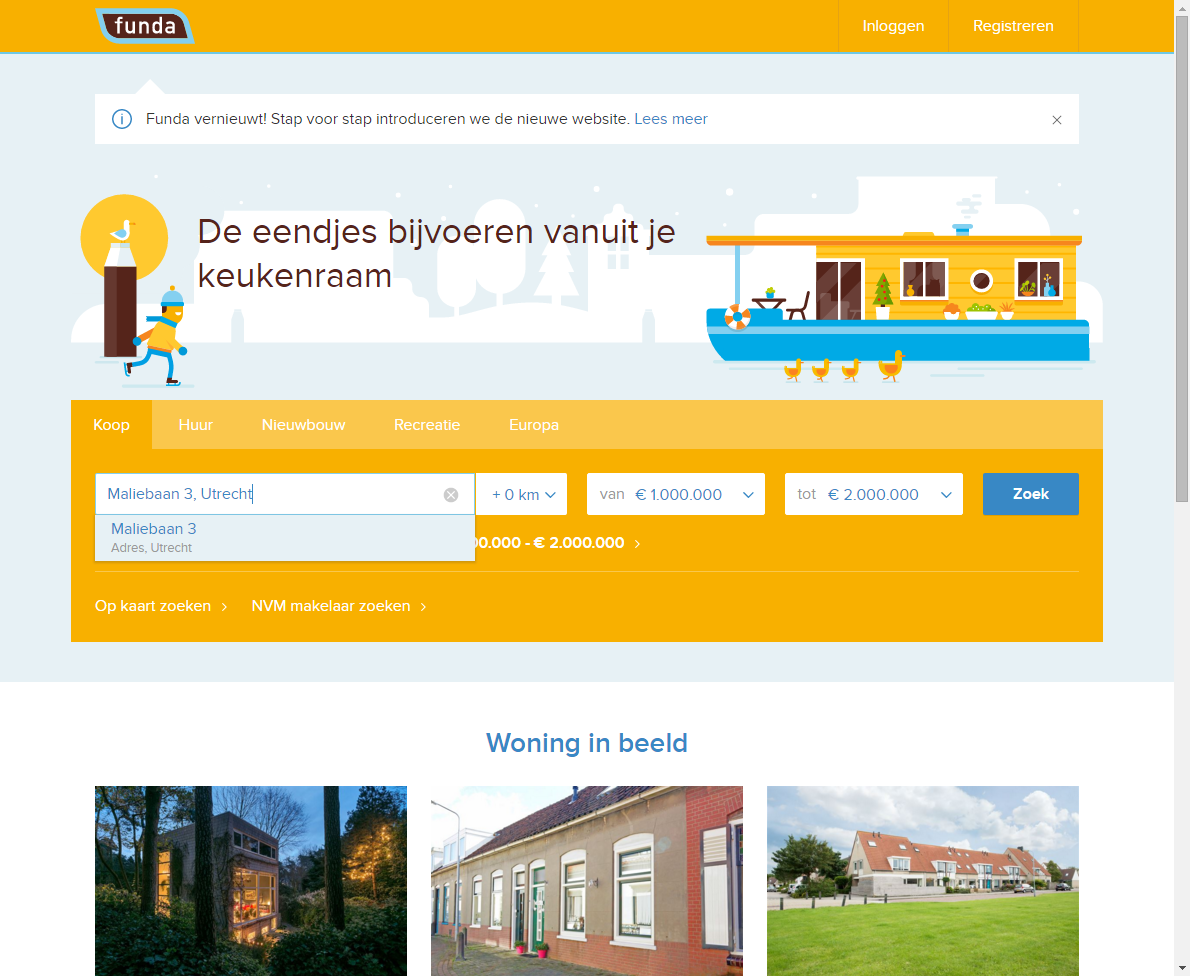 funda
Inloggen
Registreren
Funda vernieuwt! Stap voor stap introduceren we de nieuwe website. Lees meer
De eendjes bijvoeren vanuit je
keukenraam
Koop
Huur
Nieuwbouw
Recreatie
Europa
Maliebaan 3, Utrecht
+ 0 km
van € 1.000.000
tot € 2.000.000
Zoek
Maliebaan 3
Adres, Utrecht
00.000 - € 2.000.000
Op kaart zoeken
NVM makelaar zoeken
Woning in beeld